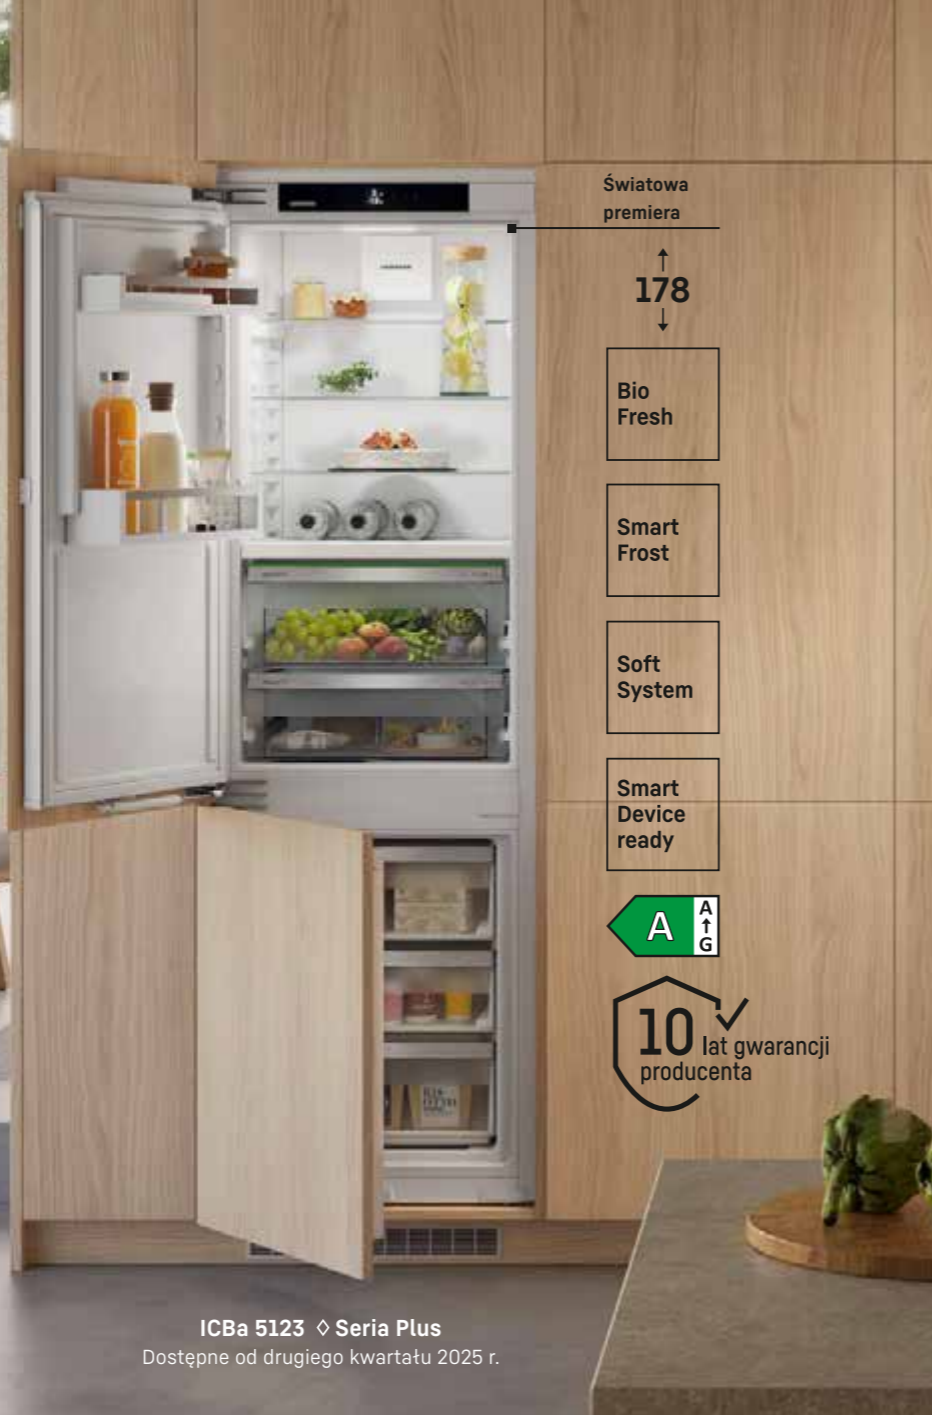 Światowa
premiera
178
Bio
Fresh
Smart
Frost
Soft
System
Smart
Device
ready
A
A
G
10
lat gwarancji
producenta
ICBa 5123 ◊ Seria Plus
Dostępne od drugiego kwartału 2025 r.